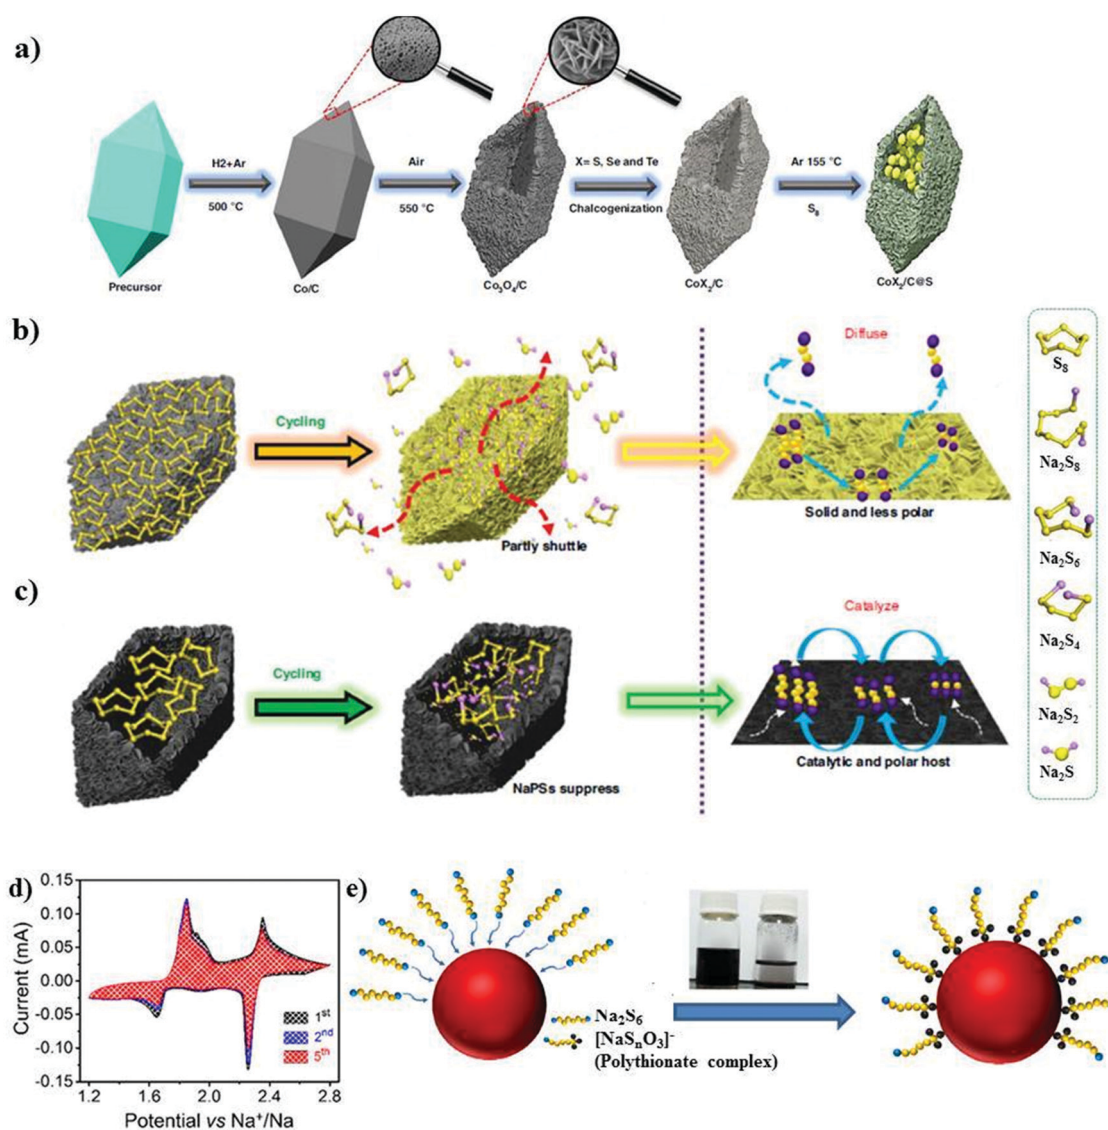 a)
H2+Ar
500 °C
Air
550 °C
X= S, Se and Te
Chalcogenization
Ar 155 °C
S₈
Precursor
Co/C
Co₃O₄/C
CoX₂/C
CoX₂/C@S
b)
Cycling
Partly shuttle
Diffuse
Solid and less polar
S₈
Na₂S₈
Na₂S₆
Na₂S₄
Na₂S₂
Na₂S
c)
Cycling
NaPSs suppress
Catalyze
Catalytic and polar host
d)
0.15
0.10
0.05
0.00
-0.05
-0.10
-0.15
Current (mA)
1st
2nd
5th
1.2 1.6 2.0 2.4 2.8
Potential vs Na⁺/Na
e)
Na₂S₆
[NaSₙO₃]⁻
(Polythionate complex)